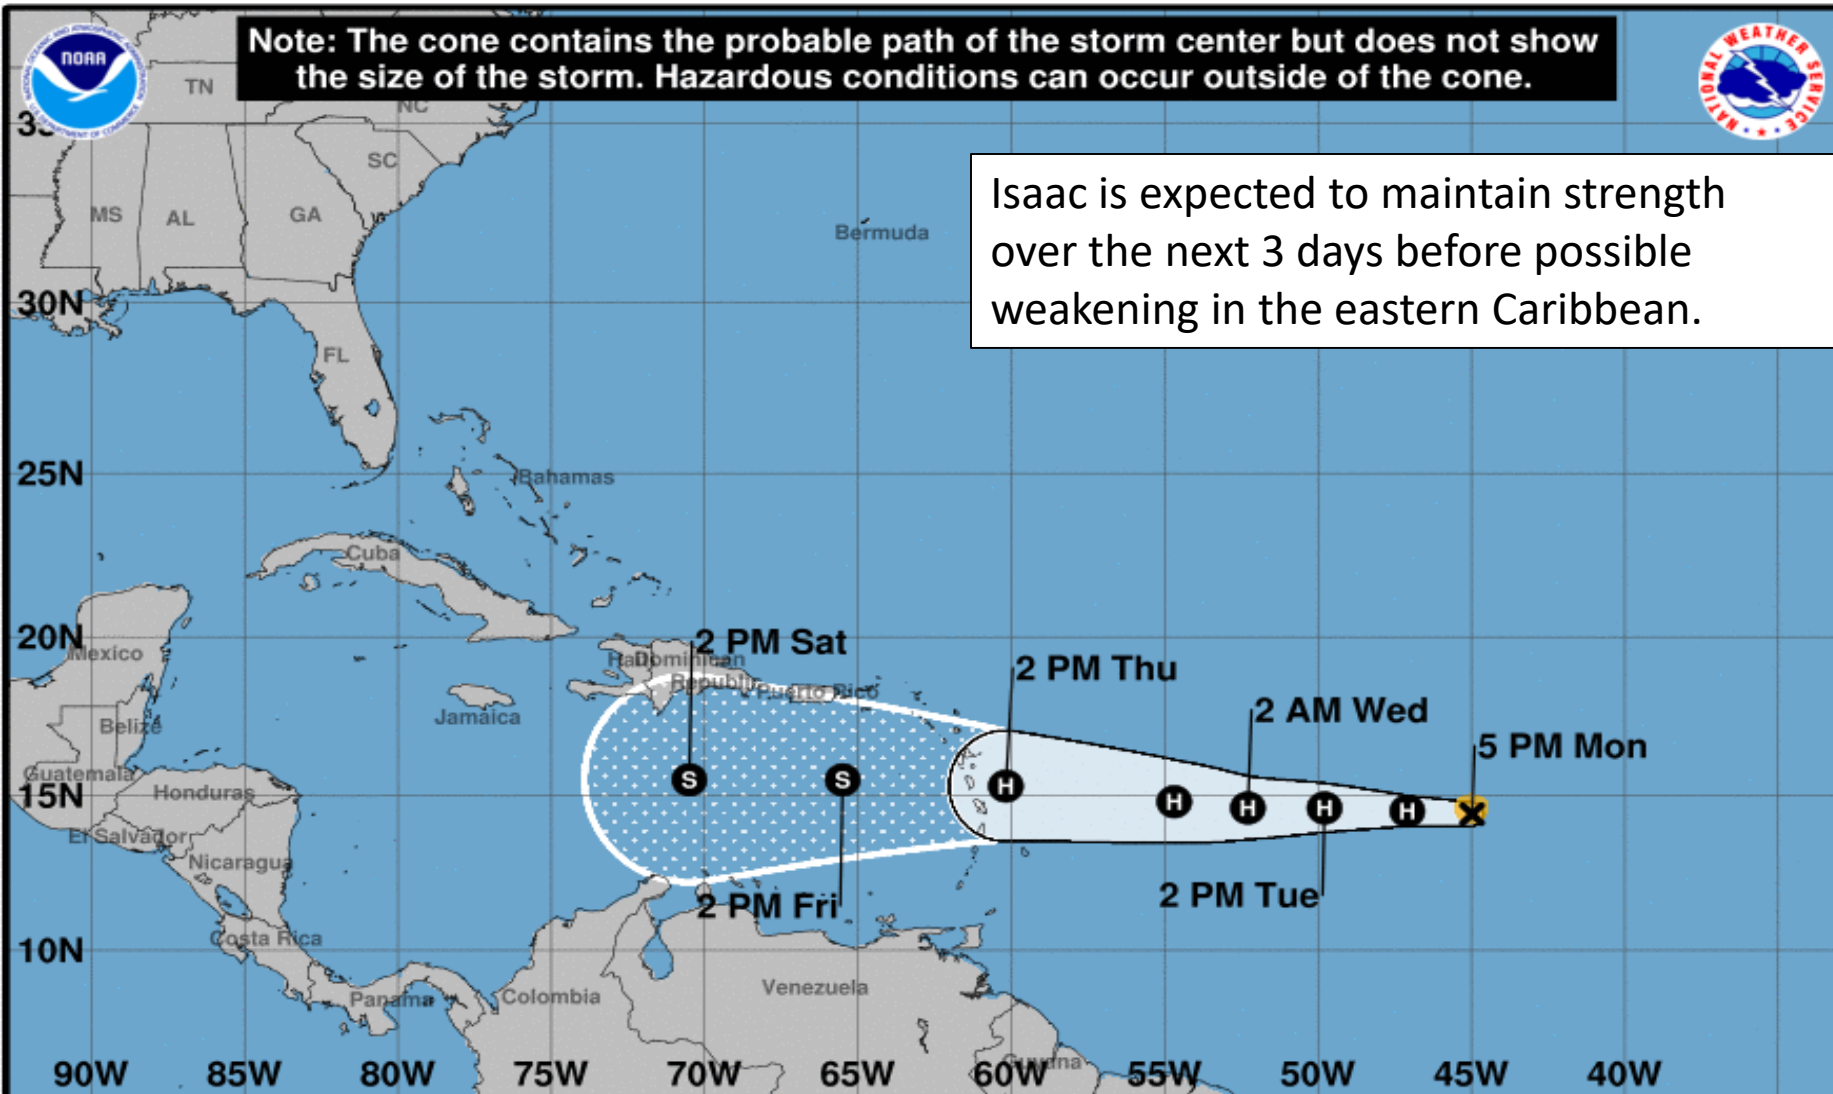 Note: The cone contains the probable path of the storm center but does not show
the size of the storm. Hazardous conditions can occur outside of the cone.
NOAA
NATIONAL WEATHER SERVICE
TN
NC
SC
MS
AL
GA
FL
Bermuda
Isaac is expected to maintain strength
over the next 3 days before possible
weakening in the eastern Caribbean.
30N
25N
20N
15N
10N
Bahamas
Cuba
Mexico
Belize
Guatemala
Honduras
El Salvador
Nicaragua
Costa Rica
Panama
Jamaica
Haiti
Dominican
Republic
Puerto Rico
Colombia
Venezuela
Guyana
2 PM Sat
2 PM Thu
2 AM Wed
5 PM Mon
S
S
H
H
H
H
H
2 PM Fri
2 PM Tue
90W 85W 80W 75W 70W 65W 60W 55W 50W 45W 40W